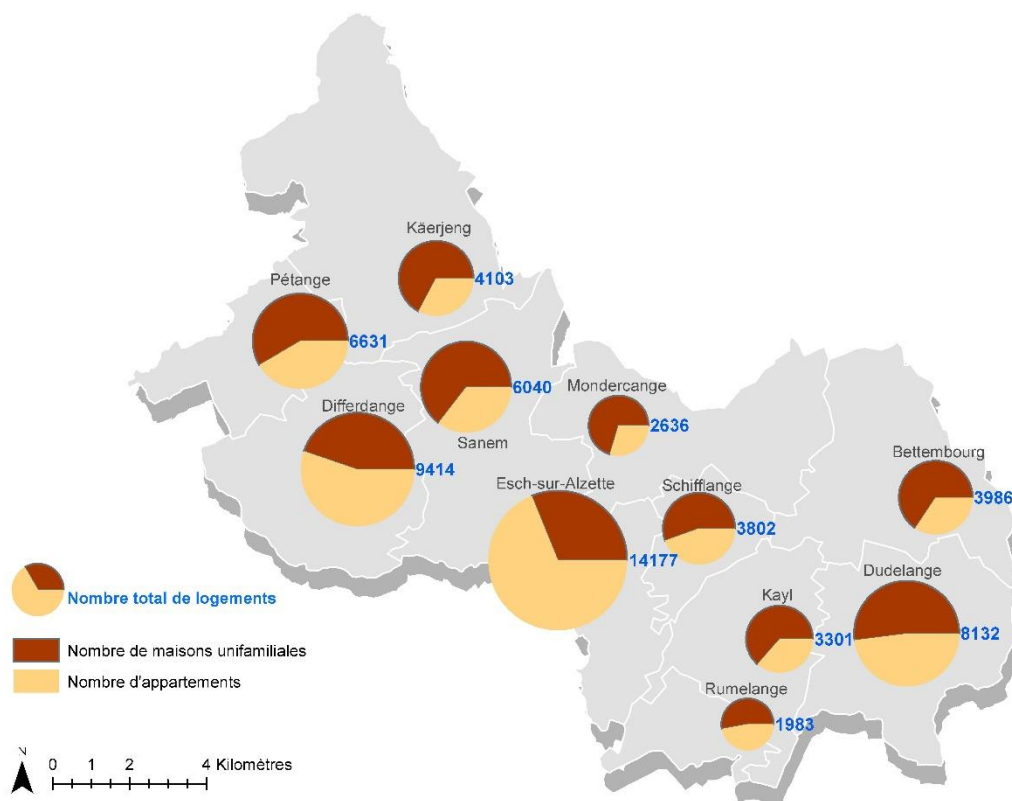 Käerjeng
4103
Pétange
6631
6040
Sanem
Mondercange
2636
Differdange
9414
Bettembourg
3986
Esch-sur-Alzette
14177
Schifflange
3802
Dudelange
8132
Kayl
3301
Rumelange
1983
Nombre total de logements
Nombre de maisons unifamiliales
Nombre d'appartements
0 1 2 4 Kilomètres